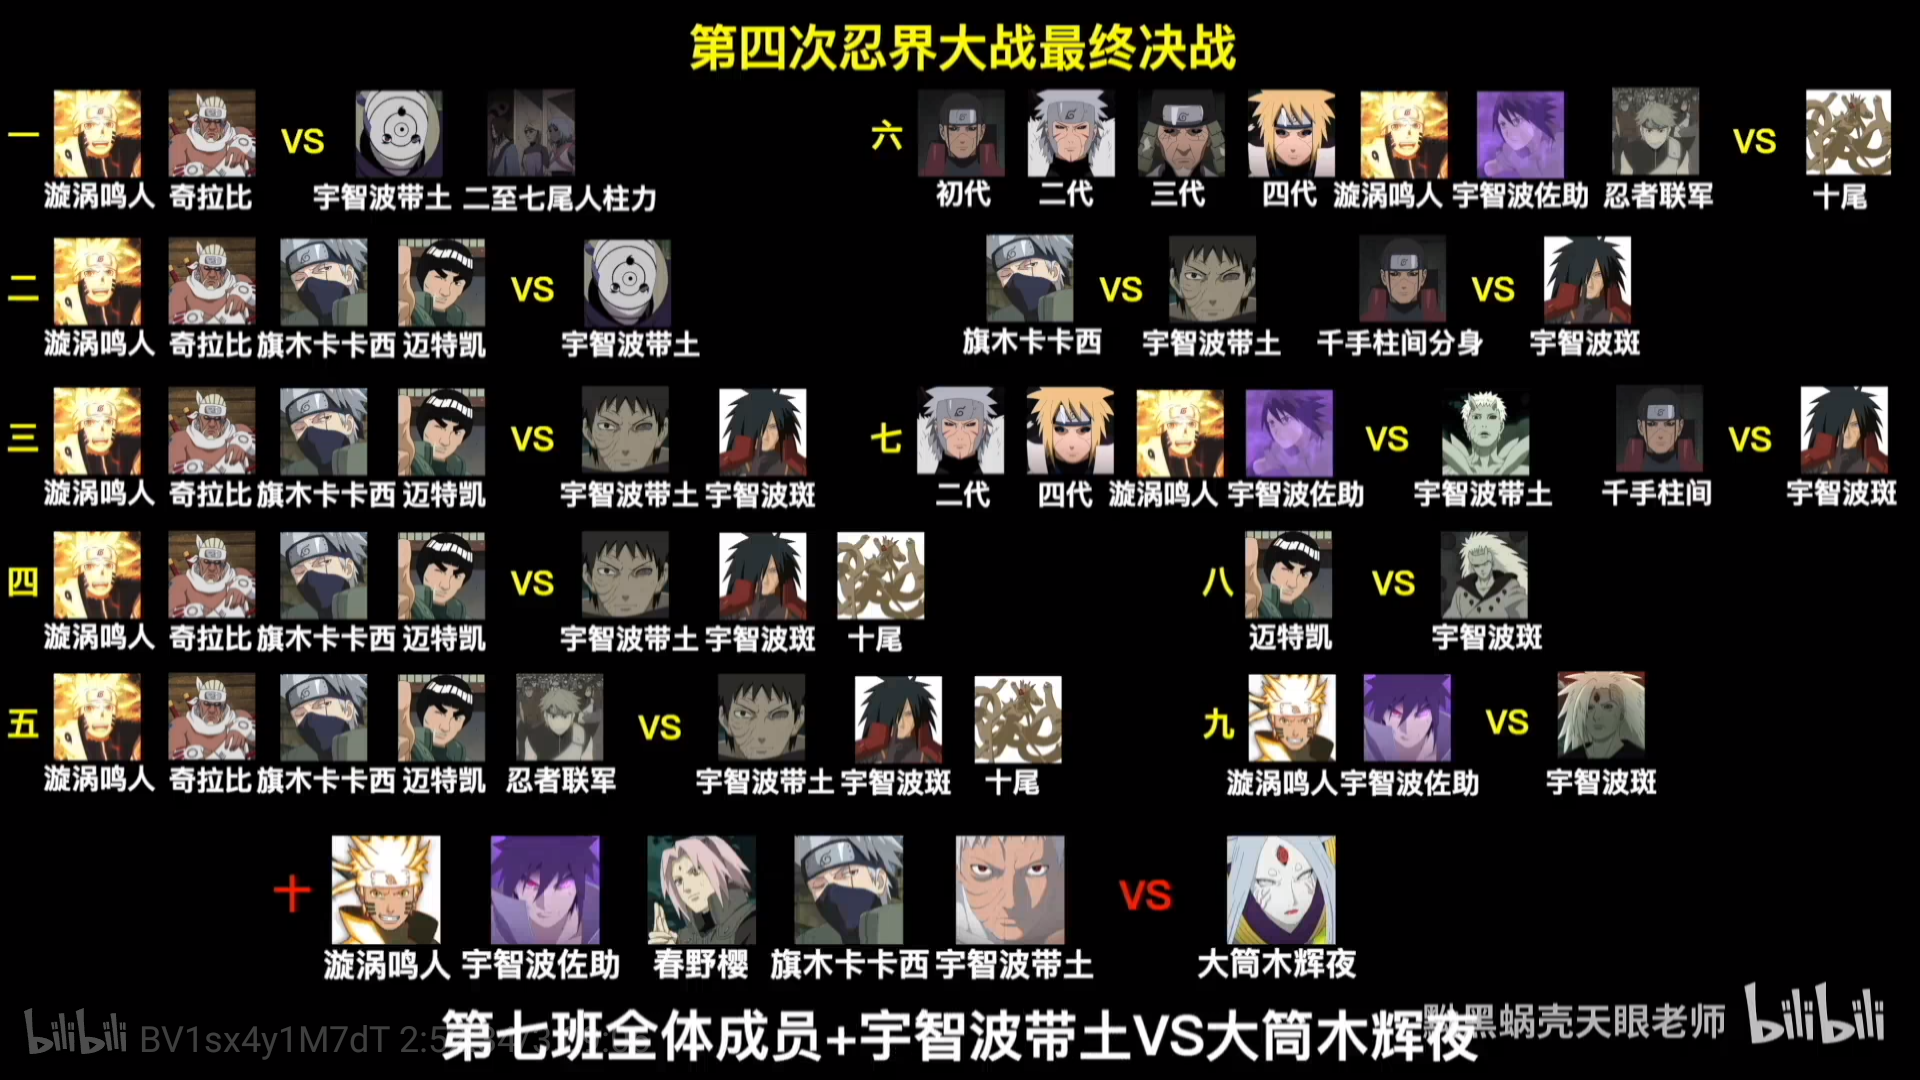 第四次忍界大战最终决战
一 VS
漩涡鸣人 奇拉比 宇智波带土 二至七尾人柱力
二 VS
漩涡鸣人 奇拉比 旗木卡卡西 迈特凯 宇智波带土
三 VS
漩涡鸣人 奇拉比 旗木卡卡西 迈特凯 宇智波带土 宇智波斑
四 VS
漩涡鸣人 奇拉比 旗木卡卡西 迈特凯 宇智波带土 宇智波斑 十尾
五 VS
漩涡鸣人 奇拉比 旗木卡卡西 迈特凯 忍者联军 宇智波带土 宇智波斑 十尾
六 VS
初代 二代 三代 四代 漩涡鸣人 宇智波佐助 忍者联军 十尾
VS VS
旗木卡卡西 宇智波带土 千手柱间分身 宇智波斑
七 VS VS
二代 四代 漩涡鸣人 宇智波佐助 宇智波带土 千手柱间 宇智波斑
八 VS
迈特凯 宇智波斑
九 VS
漩涡鸣人 宇智波佐助 宇智波斑
十 VS
漩涡鸣人 宇智波佐助 春野樱 旗木卡卡西 宇智波带土 大筒木辉夜
第七班全体成员+宇智波带土VS大筒木辉夜
bilibili BV1sx4y1M7dT
黑蜗壳天眼老师 bilibili